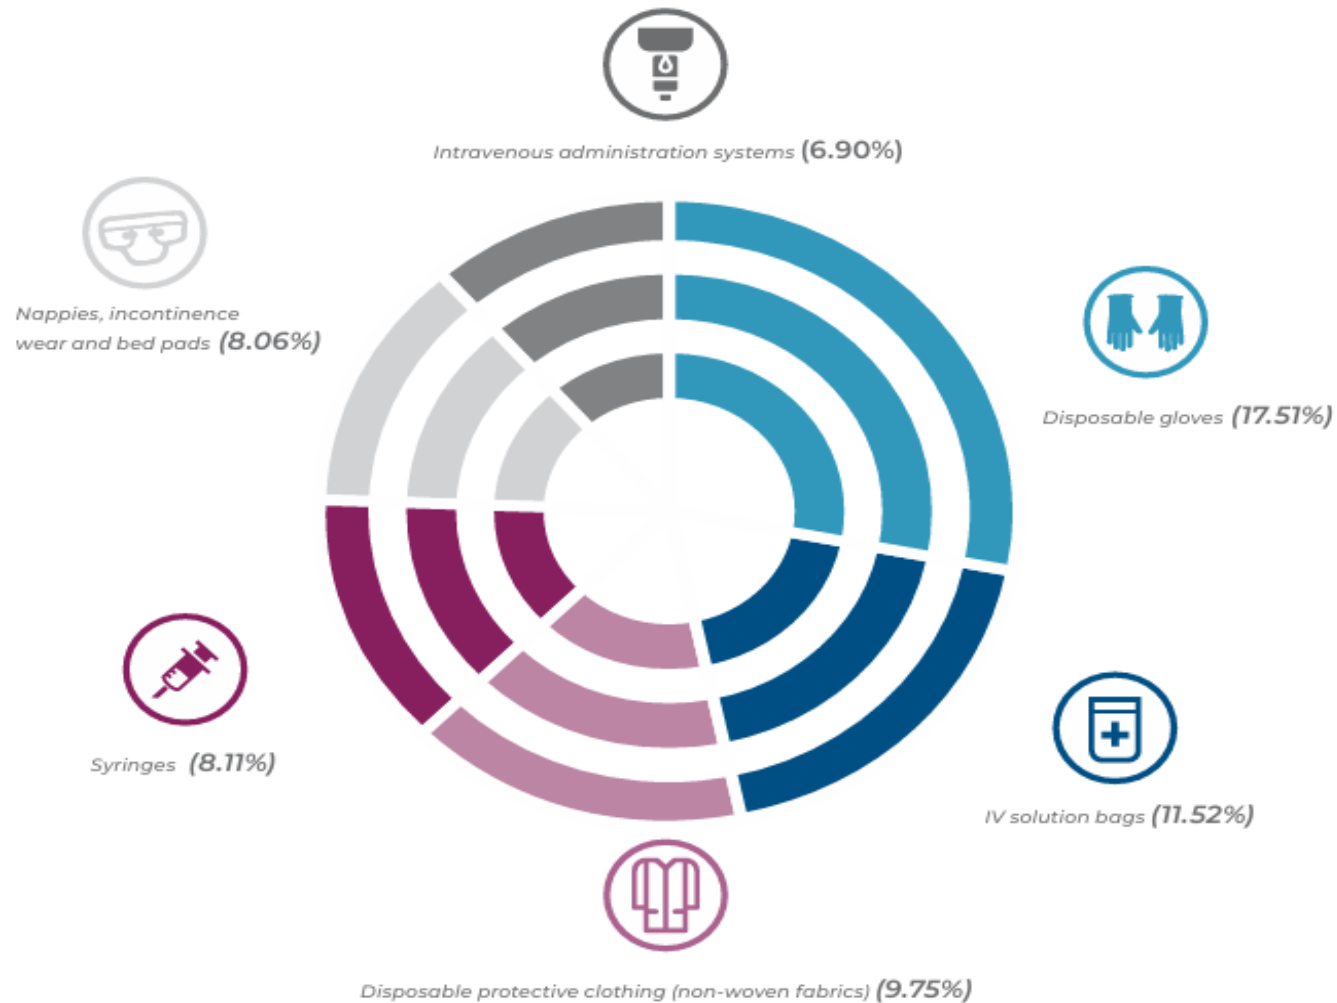 Intravenous administration systems (6.90%)
Nappies, incontinence
wear and bed pads (8.06%)
Disposable gloves (17.51%)
Syringes (8.11%)
IV solution bags (11.52%)
Disposable protective clothing (non-woven fabrics) (9.75%)